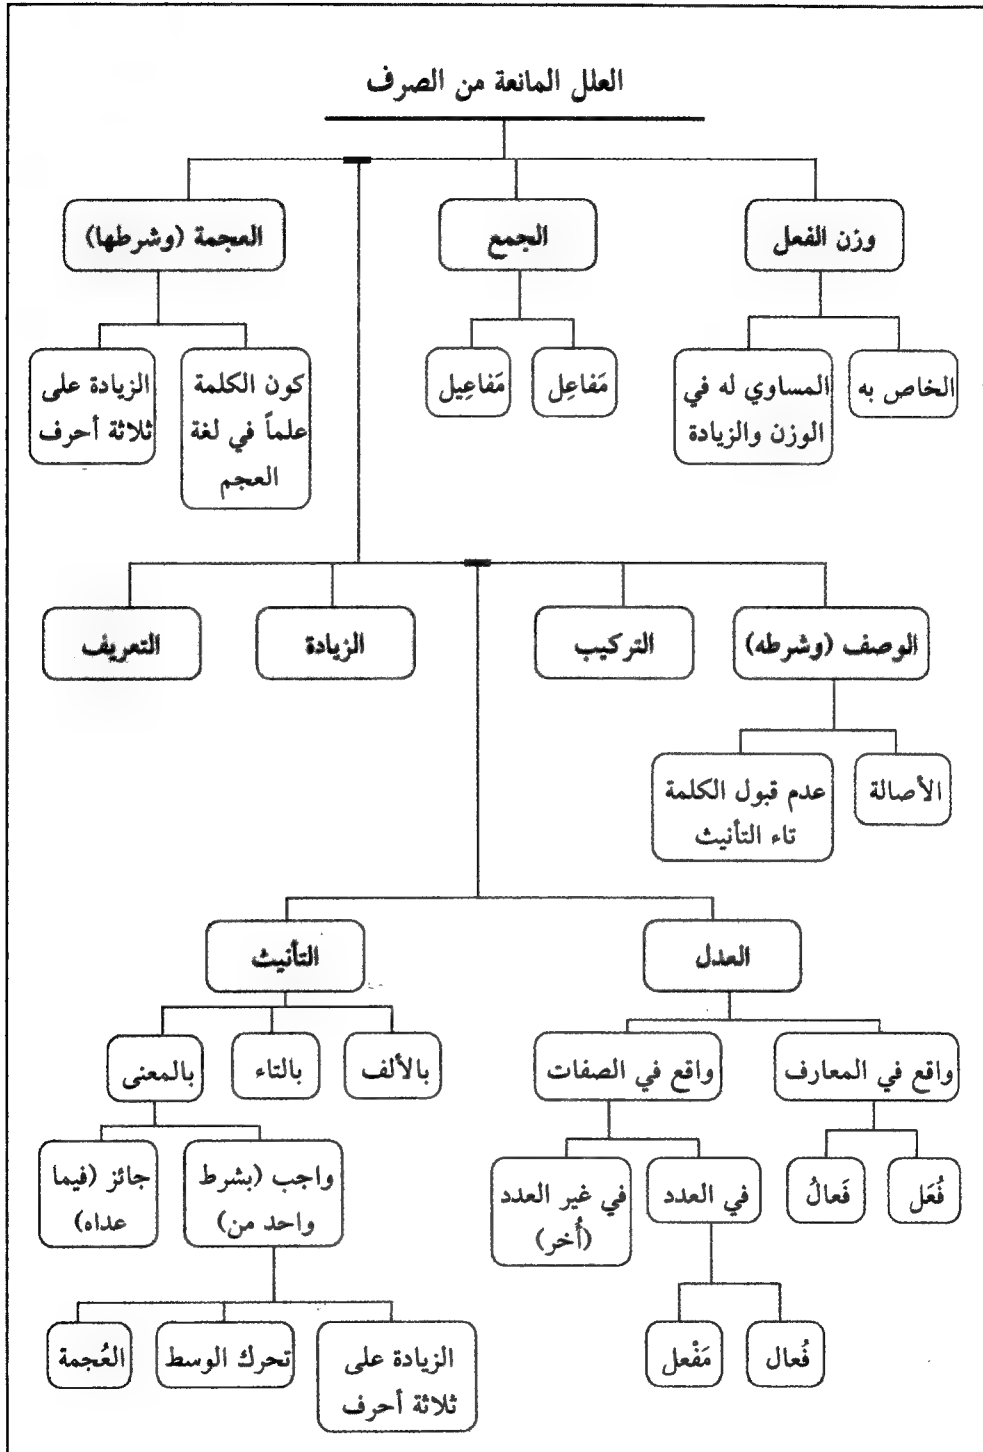 العلل المانعة من الصرف
وزن الفعل
الجمع
العجمة (وشرطها)
الخاص به
المساوي له في
الوزن والزيادة
مَفاعِل
مَفاعِيل
كون الكلمة
علماً في لغة
العجم
الزيادة على
ثلاثة أحرف
الوصف (وشرطه)
التركيب
الزيادة
التعريف
الأصالة
عدم قبول الكلمة
تاء التأنيث
العدل
التأنيث
واقع في المعارف
واقع في الصفات
بالألف
بالتاء
بالمعنى
فُعَل
فَعالُ
في العدد
في غير العدد
(أُخر)
واجب (بشرط
واحد من)
جائز (فيما
عداه)
فُعال
مَفْعل
الزيادة على
ثلاثة أحرف
تحرك الوسط
العُجمة